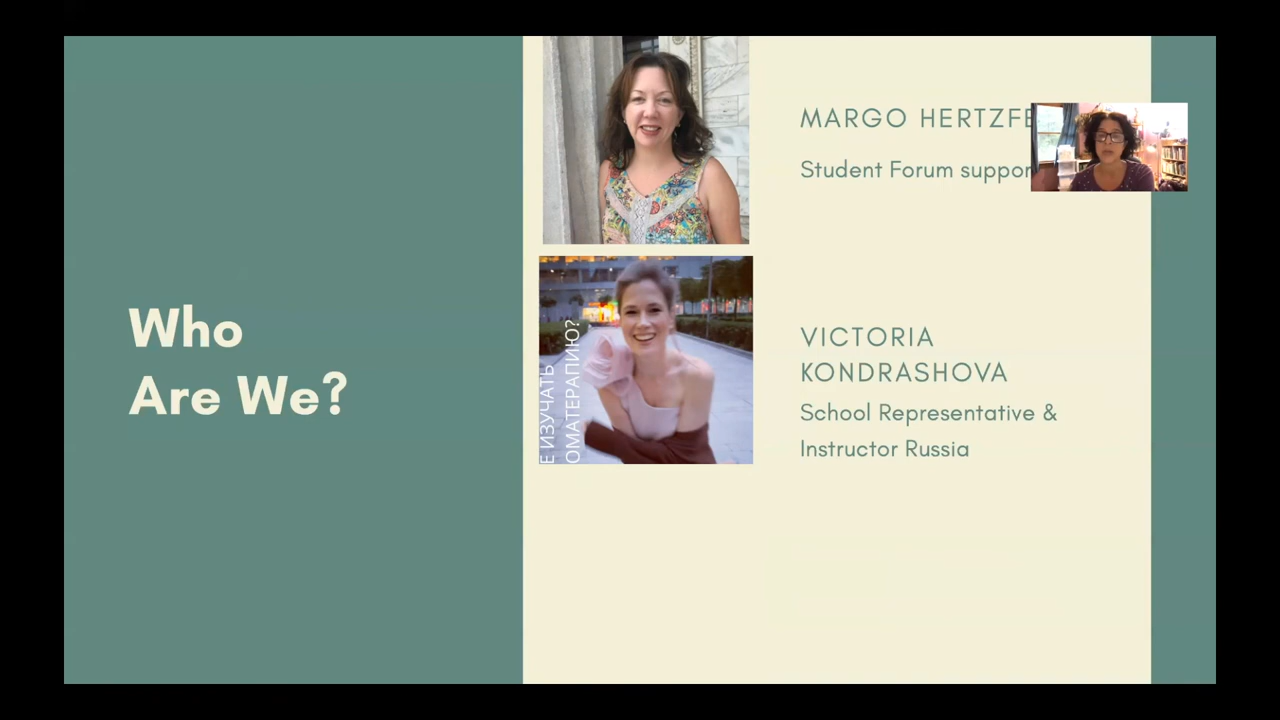 Who
Are We?
MARGO HERTZFE
Student Forum suppor
Е ИЗУЧАТЬ
ОМАТЕРАПИЮ?
VICTORIA
KONDRASHOVA
School Representative &
Instructor Russia